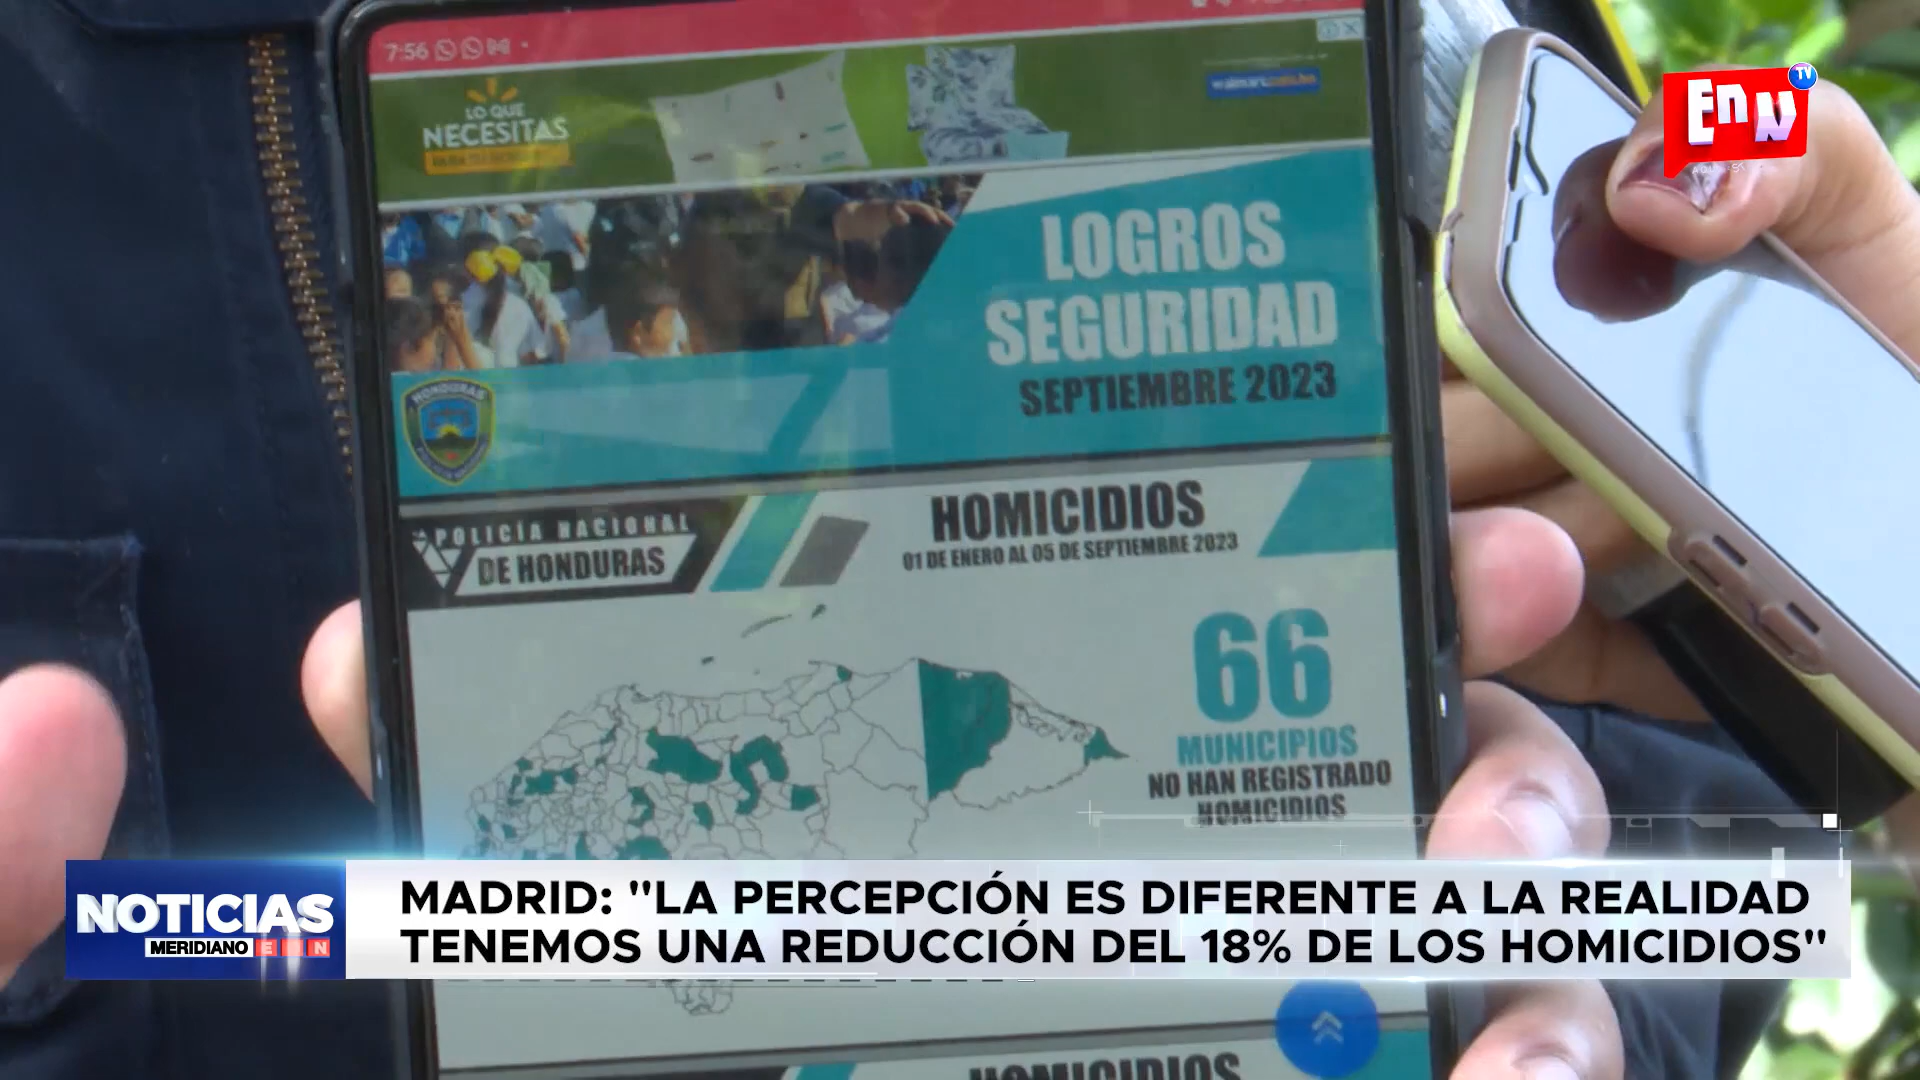 7:56
LO QUE
NECESITAS
EnN
TV
LOGROS
SEGURIDAD
SEPTIEMBRE 2023
HONDURAS
POLICÍA NACIONAL
DE HONDURAS
HOMICIDIOS
01 DE ENERO AL 05 DE SEPTIEMBRE 2023
66
MUNICIPIOS
NO HAN REGISTRADO
HOMICIDIOS
NOTICIAS
MERIDIANO ENN
MADRID: "LA PERCEPCIÓN ES DIFERENTE A LA REALIDAD
TENEMOS UNA REDUCCIÓN DEL 18% DE LOS HOMICIDIOS"
HOMICIDIOS